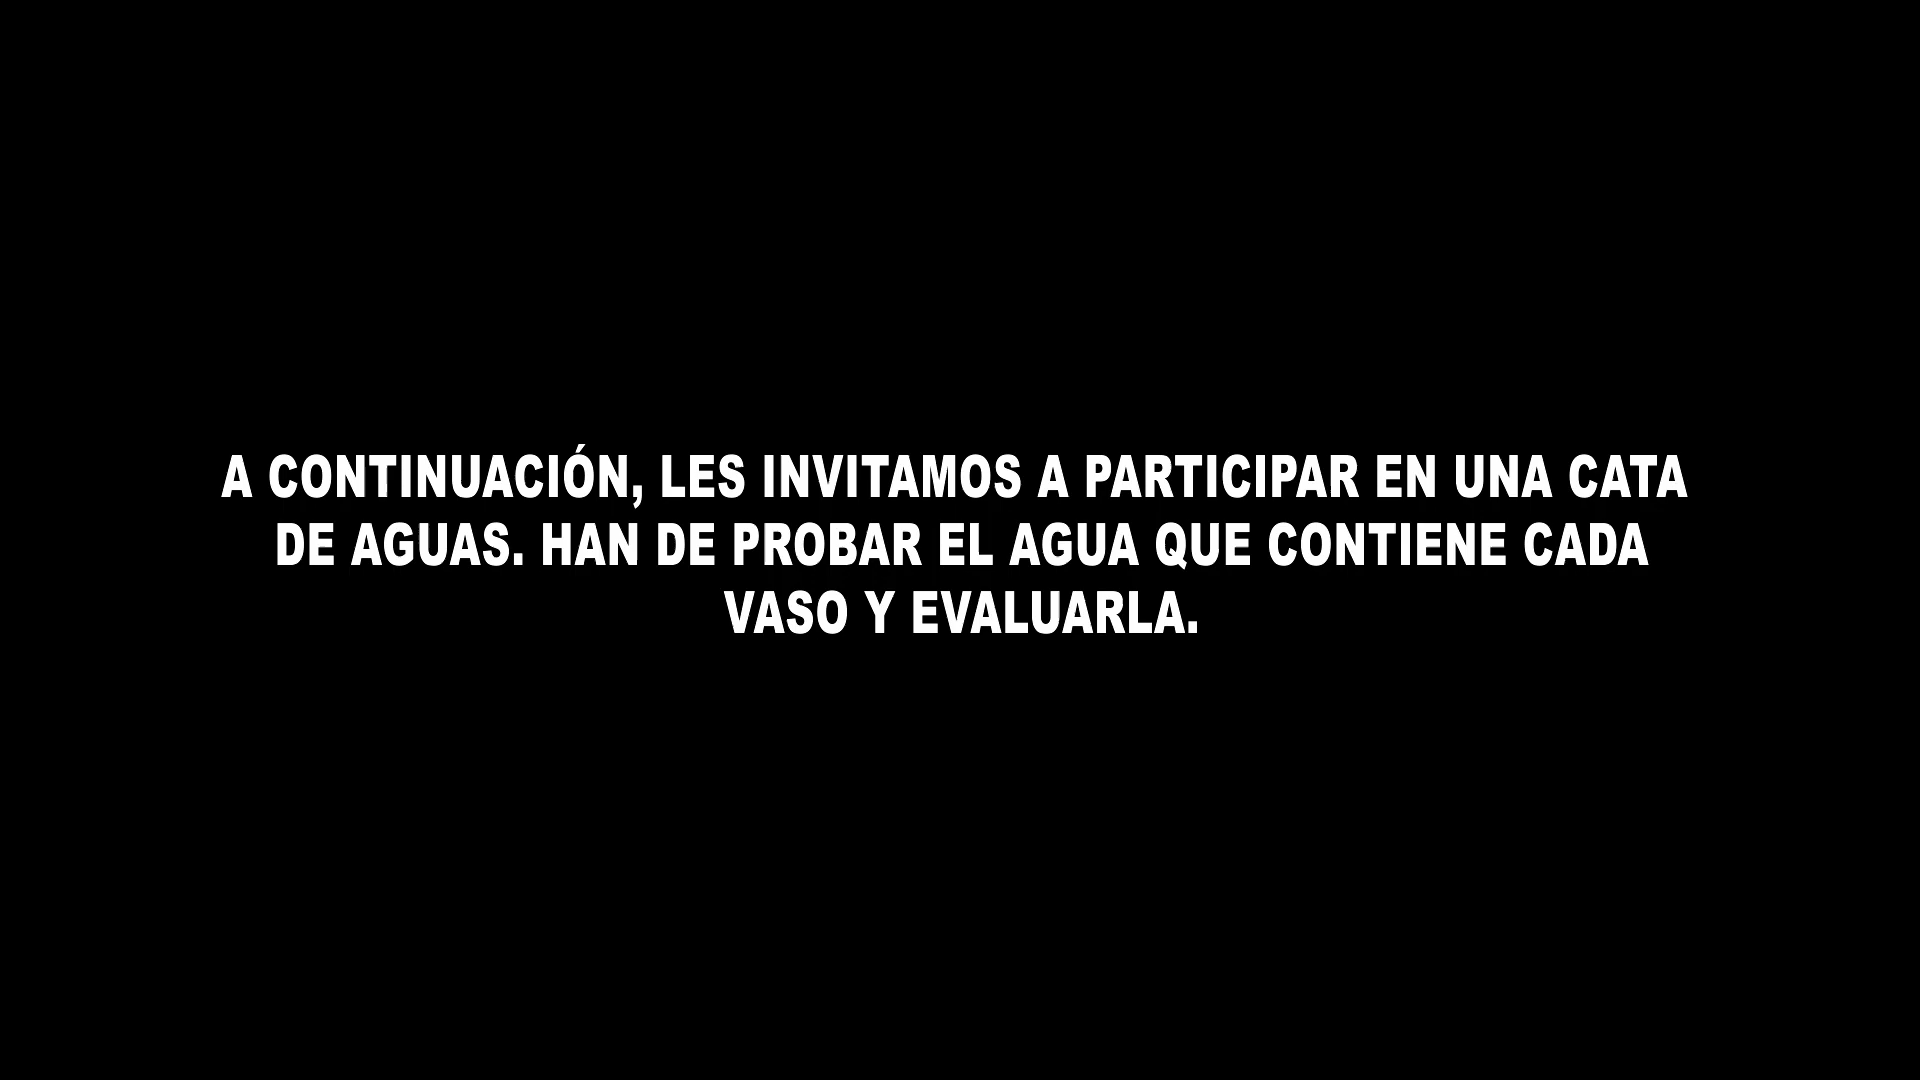 A CONTINUACIÓN, LES INVITAMOS A PARTICIPAR EN UNA CATA
DE AGUAS. HAN DE PROBAR EL AGUA QUE CONTIENE CADA
VASO Y EVALUARLA.